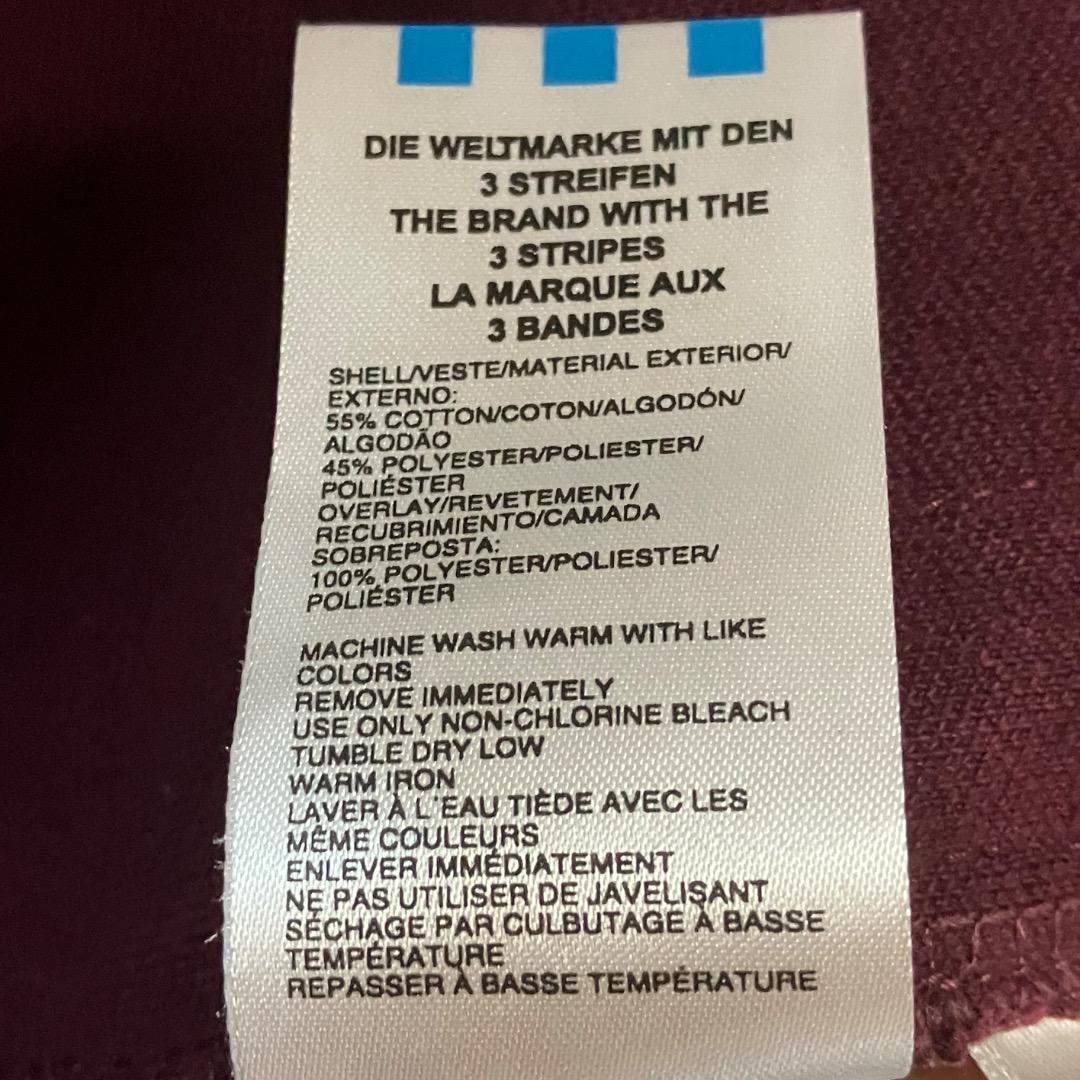 DIE WELTMARKE MIT DEN
3 STREIFEN
THE BRAND WITH THE
3 STRIPES
LA MARQUE AUX
3 BANDES
SHELL/VESTE/MATERIAL EXTERIOR/
EXTERNO:
55% COTTON/COTON/ALGODÓN/
ALGODÃO
45% POLYESTER/POLIESTER/
POLIÉSTER
OVERLAY/REVETEMENT/
RECUBRIMIENTO/CAMADA
SOBREPOSTA:
100% POLYESTER/POLIESTER/
POLIÉSTER
MACHINE WASH WARM WITH LIKE
COLORS
REMOVE IMMEDIATELY
USE ONLY NON-CHLORINE BLEACH
TUMBLE DRY LOW
WARM IRON
LAVER À L'EAU TIÈDE AVEC LES
MÊME COULEURS
ENLEVER IMMÉDIATEMENT
NE PAS UTILISER DE JAVELISANT
SÉCHAGE PAR CULBUTAGE À BASSE
TEMPÉRATURE
REPASSER À BASSE TEMPÉRATURE